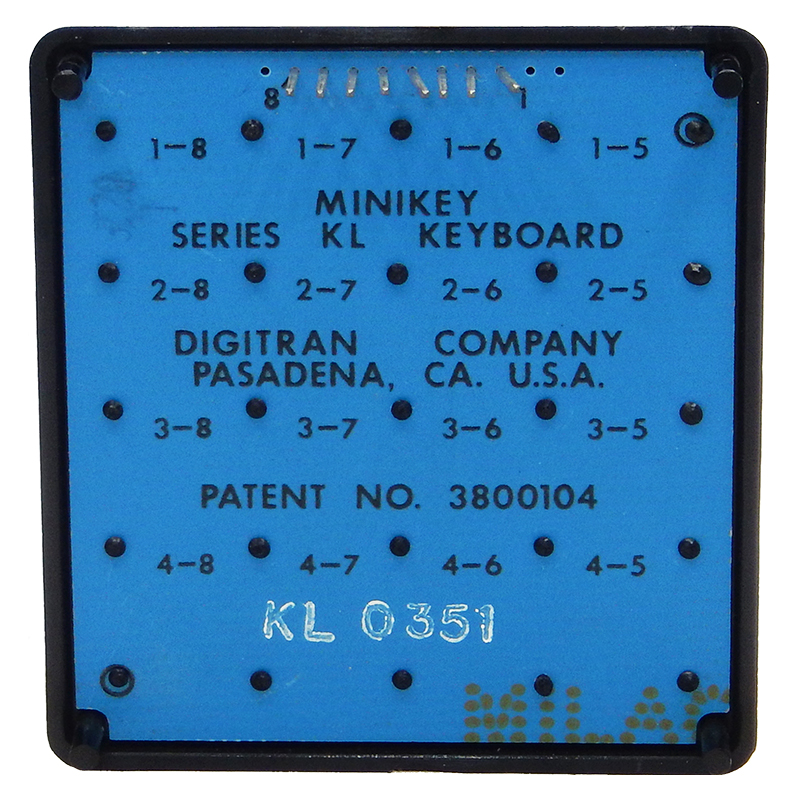 8 1
1-8 1-7 1-6 1-5
MINIKEY
SERIES KL KEYBOARD
2-8 2-7 2-6 2-5
DIGITRAN COMPANY
PASADENA, CA. U.S.A.
3-8 3-7 3-6 3-5
PATENT NO. 3800104
4-8 4-7 4-6 4-5
KL 0351